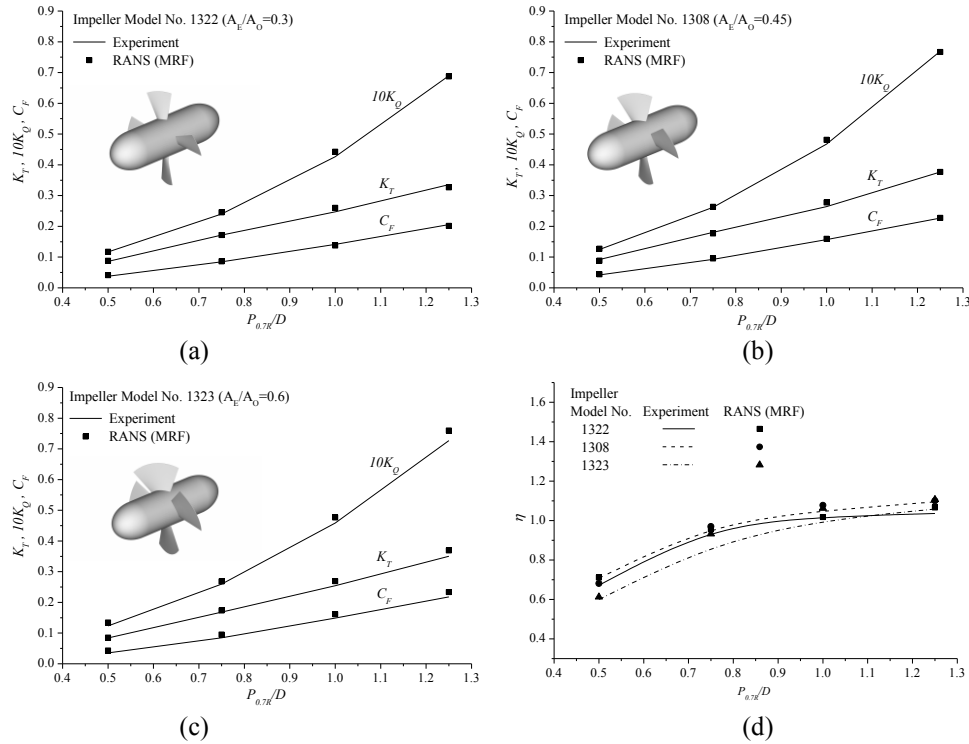 Impeller Model No. 1322 (A_E/A_O=0.3)
Experiment
RANS (MRF)
10K_Q
K_T
C_F
K_T, 10K_Q, C_F
0.9
0.8
0.7
0.6
0.5
0.4
0.3
0.2
0.1
0.0
0.4 0.5 0.6 0.7 0.8 0.9 1.0 1.1 1.2 1.3
P_{0.7R}/D
(a)
Impeller Model No. 1308 (A_E/A_O=0.45)
Experiment
RANS (MRF)
10K_Q
K_T
C_F
K_T, 10K_Q, C_F
0.9
0.8
0.7
0.6
0.5
0.4
0.3
0.2
0.1
0.0
0.4 0.5 0.6 0.7 0.8 0.9 1.0 1.1 1.2 1.3
P_{0.7R}/D
(b)
Impeller Model No. 1323 (A_E/A_O=0.6)
Experiment
RANS (MRF)
10K_Q
K_T
C_F
K_T, 10K_Q, C_F
0.9
0.8
0.7
0.6
0.5
0.4
0.3
0.2
0.1
0.0
0.4 0.5 0.6 0.7 0.8 0.9 1.0 1.1 1.2 1.3
P_{0.7R}/D
(c)
Impeller
Model No. Experiment RANS (MRF)
1322
1308
1323
η
1.6
1.4
1.2
1.0
0.8
0.6
0.4
0.4 0.5 0.6 0.7 0.8 0.9 1.0 1.1 1.2 1.3
P_{0.7R}/D
(d)